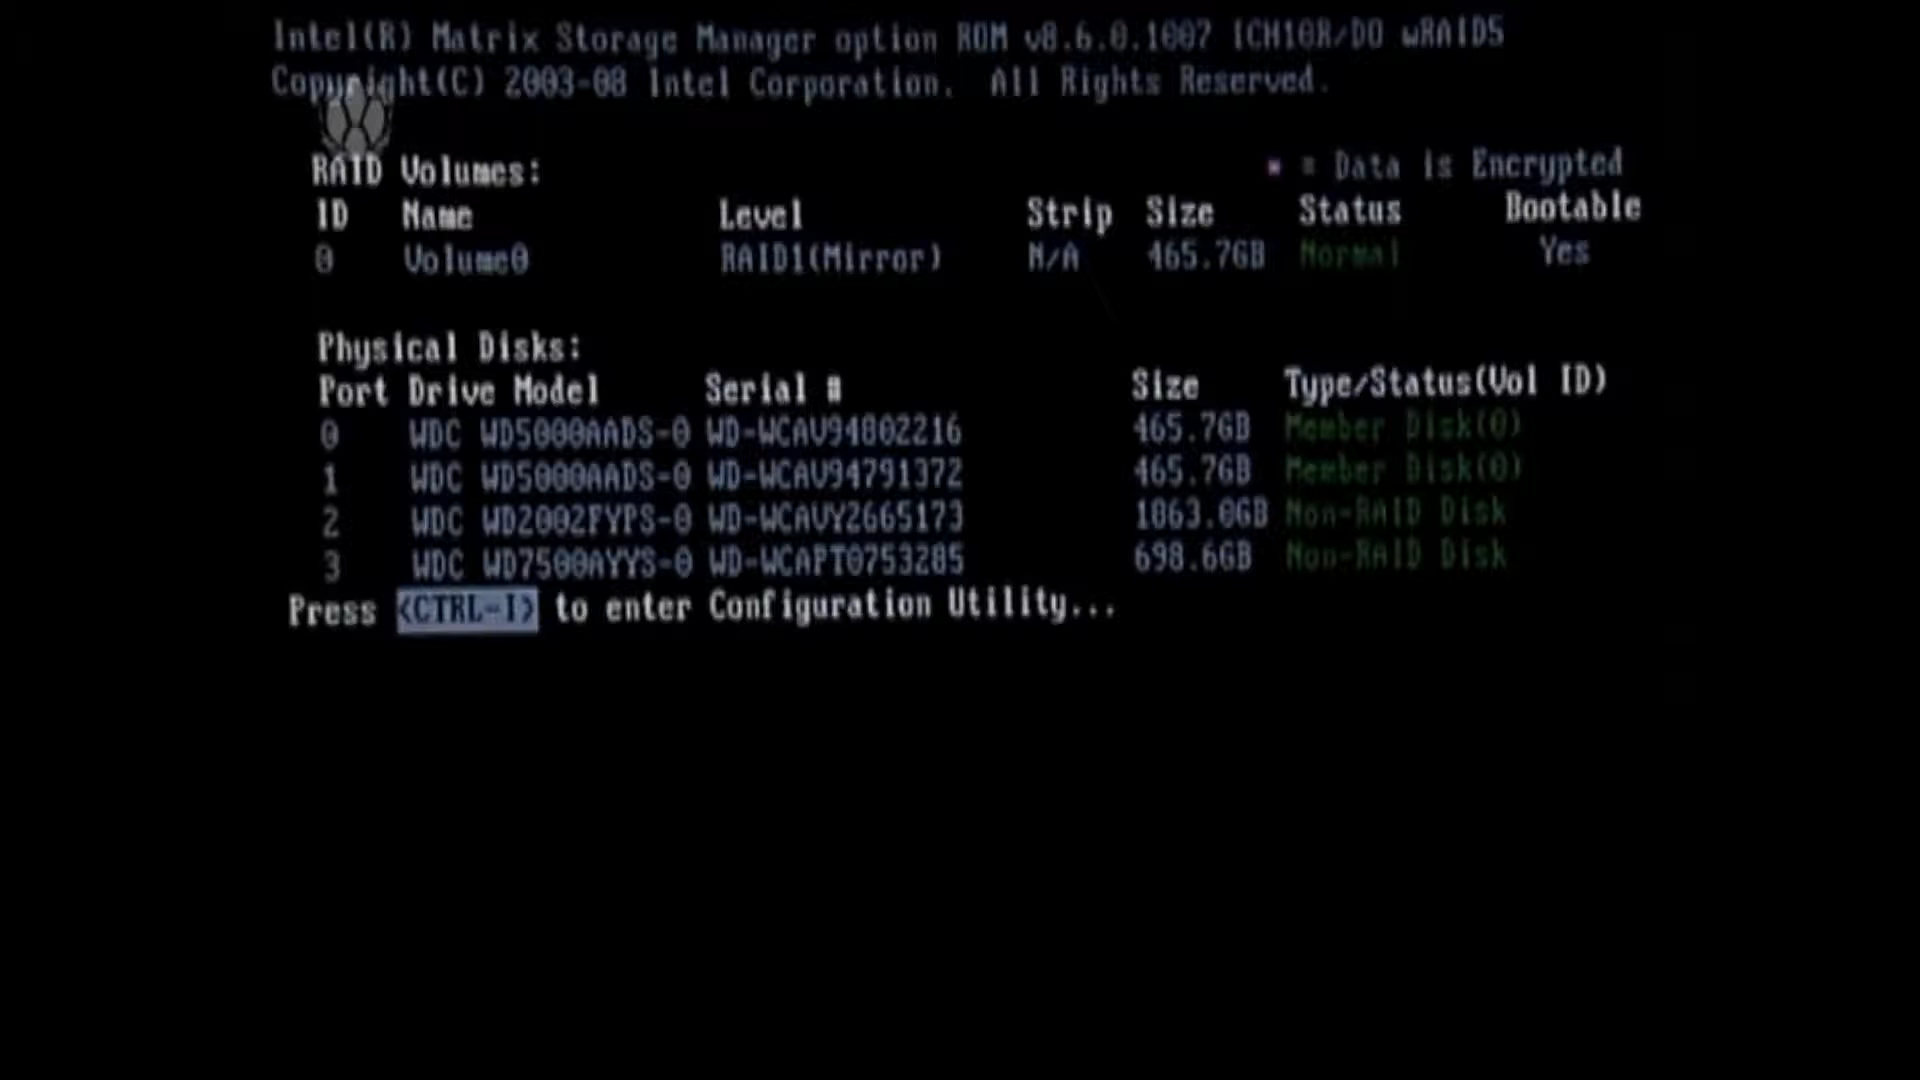 Intel(R) Matrix Storage Manager option ROM v8.6.0.1007 ICH10R/DO wRAID5
Copyright(C) 2003-08 Intel Corporation. All Rights Reserved.
RAID Volumes: * = Data is Encrypted
ID Name Level Strip Size Status Bootable
0 Volume0 RAID1(Mirror) N/A 465.7GB Normal Yes
Physical Disks:
Port Drive Model Serial # Size Type/Status(Vol ID)
0 WDC WD5000AADS-0 WD-WCAV94802216 465.7GB Member Disk(0)
1 WDC WD5000AADS-0 WD-WCAV94791372 465.7GB Member Disk(0)
2 WDC WD2002FYPS-0 WD-WCAVY2665173 1863.0GB Non-RAID Disk
3 WDC WD7500AYYS-0 WD-WCAPT0753285 698.6GB Non-RAID Disk
Press <CTRL-I> to enter Configuration Utility...